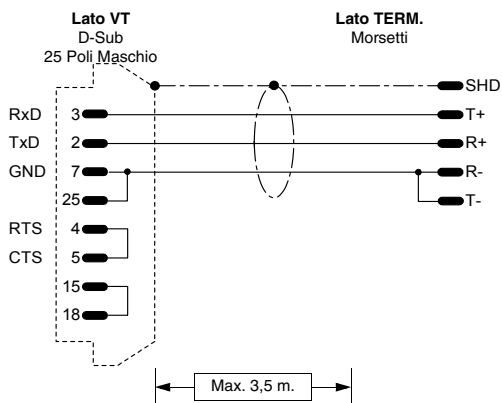 Lato VT
D-Sub
25 Poli Maschio
Lato TERM.
Morsetti
SHD
RxD 3 T+
TxD 2 R+
GND 7 R-
25 T-
RTS 4
CTS 5
15
18
Max. 3,5 m.